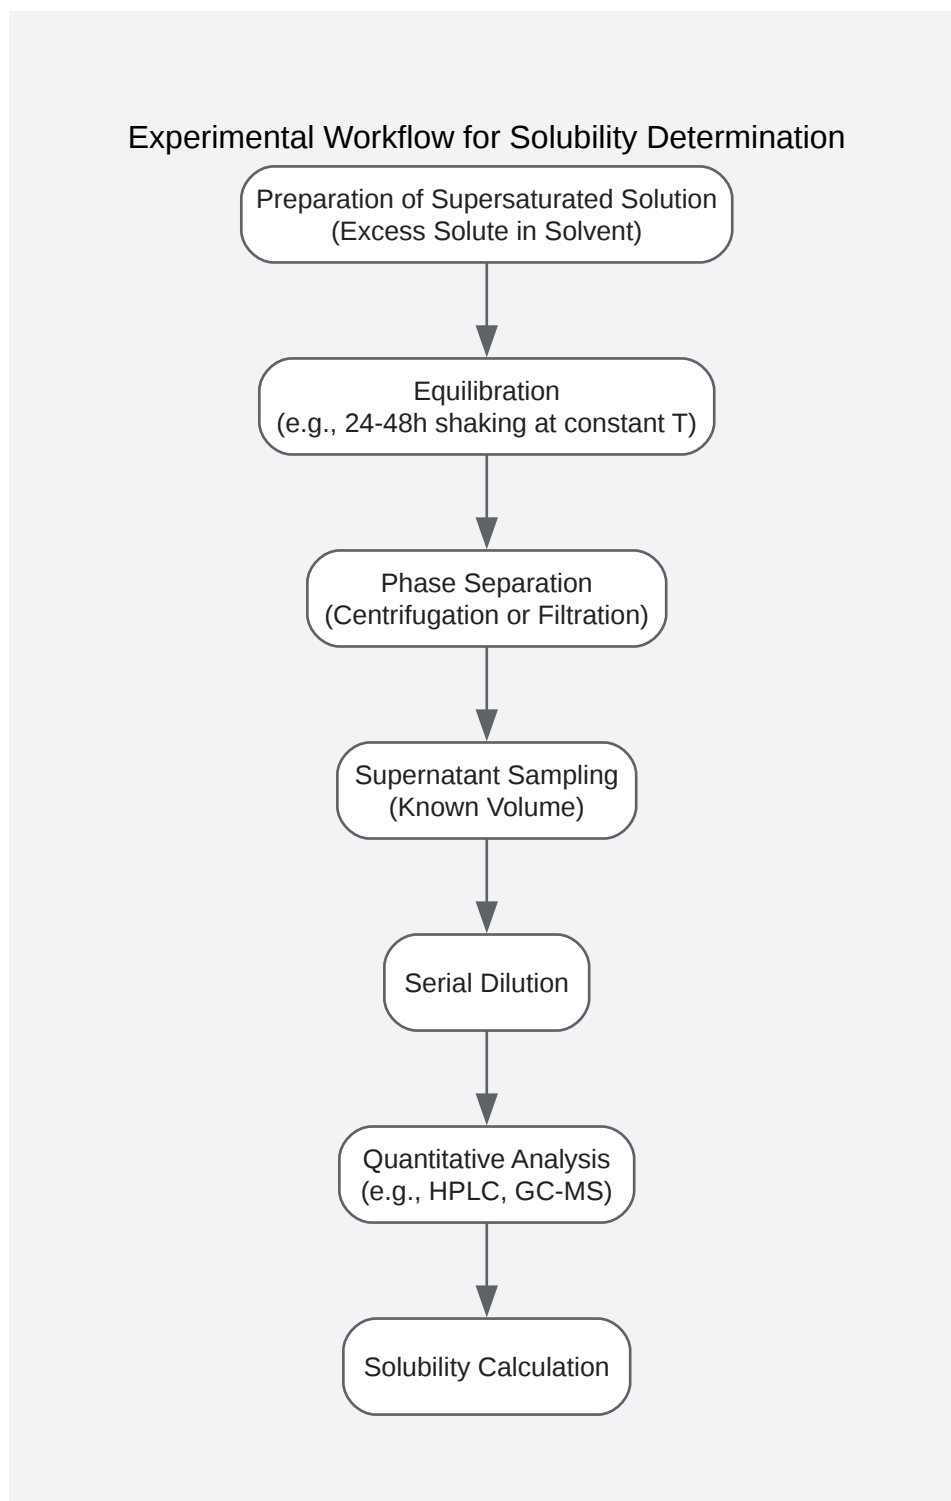 Experimental Workflow for Solubility Determination
Preparation of Supersaturated Solution
(Excess Solute in Solvent)
Equilibration
(e.g., 24-48h shaking at constant T)
Phase Separation
(Centrifugation or Filtration)
Supernatant Sampling
(Known Volume)
Serial Dilution
Quantitative Analysis
(e.g., HPLC, GC-MS)
Solubility Calculation